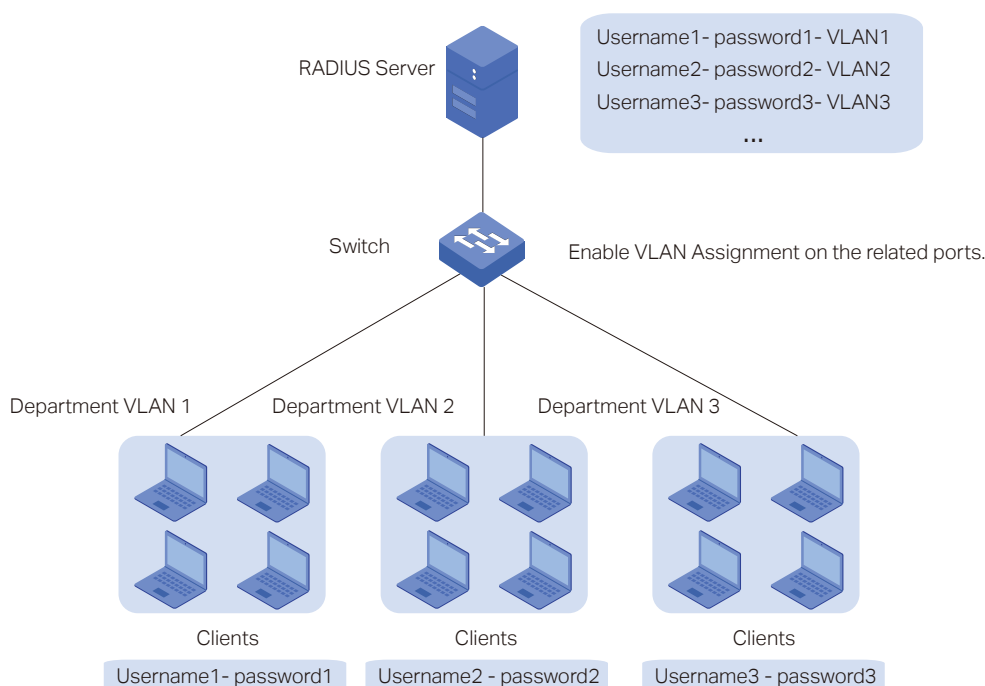 RADIUS Server
Username1- password1- VLAN1
Username2- password2- VLAN2
Username3- password3- VLAN3
...
Switch
Enable VLAN Assignment on the related ports.
Department VLAN 1
Department VLAN 2
Department VLAN 3
Clients
Clients
Clients
Username1- password1
Username2 - password2
Username3 - password3